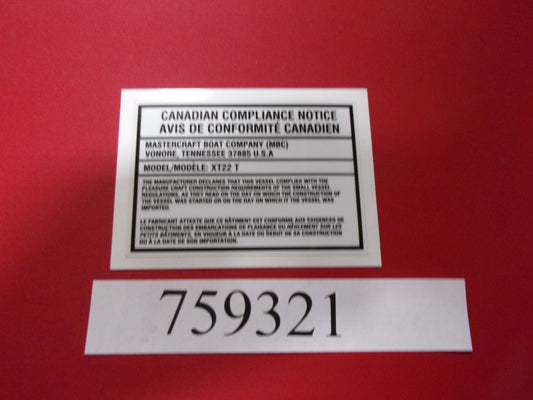 CANADIAN COMPLIANCE NOTICE
AVIS DE CONFORMITÉ CANADIEN
MASTERCRAFT BOAT COMPANY (MBC)
VONORE, TENNESSEE 37885 U.S.A
MODEL/MODÈLE: XT22 T
THE MANUFACTURER DECLARES THAT THIS VESSEL COMPLIES WITH THE
PLEASURE CRAFT CONSTRUCTION REQUIREMENTS OF THE SMALL VESSEL
REGULATIONS, AS THEY READ ON THE DAY ON WHICH THE CONSTRUCTION OF
THE VESSEL WAS STARTED OR ON THE DAY ON WHICH IT THE VESSEL WAS
IMPORTED.
LE FABRICANT ATTESTE QUE CE BÂTIMENT EST CONFORME AUX EXIGENCES DE
CONSTRUCTION DES EMBARCATIONS DE PLAISANCE DU RÈGLEMENT SUR LES
PETITS BÂTIMENTS, EN VIGUEUR À LA DATE DU DÉBUT DE SA CONSTRUCTION
OU À LA DATE DE SON IMPORTATION.
759321